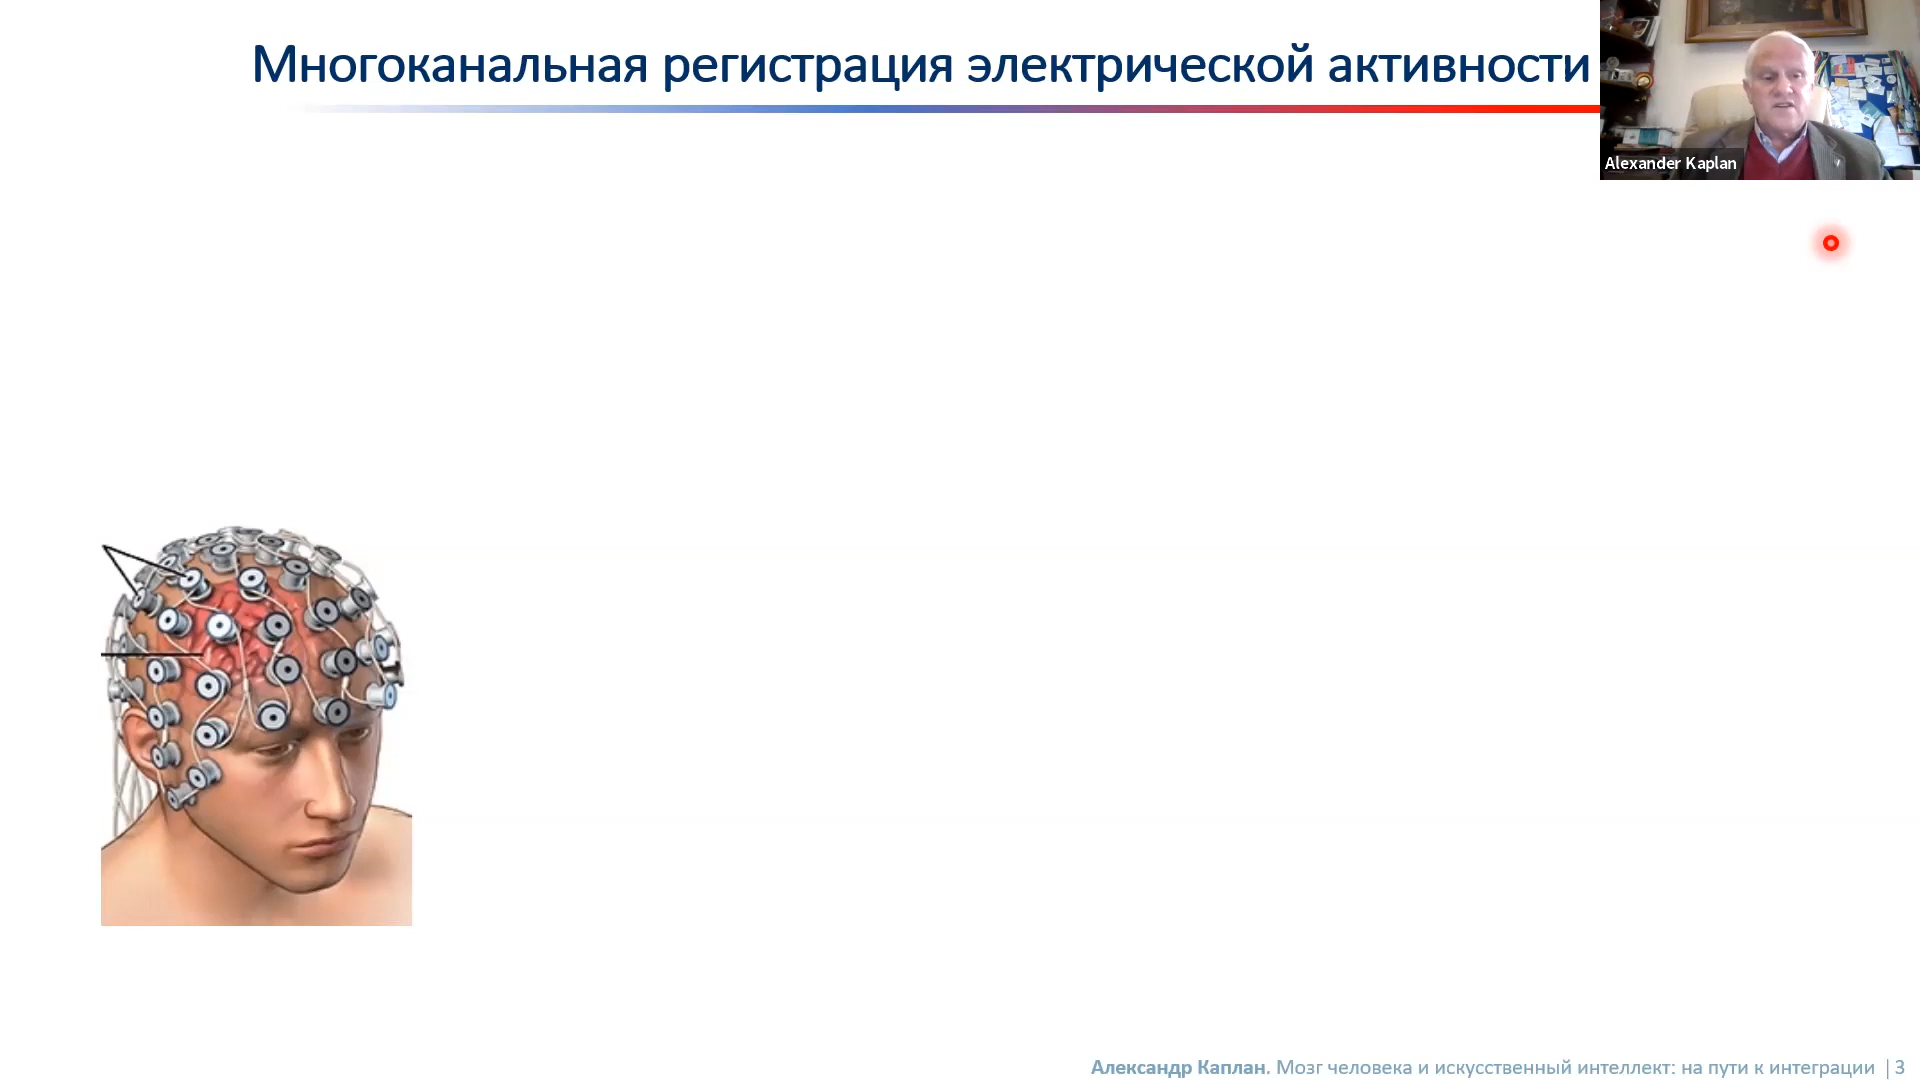 Многоканальная регистрация электрической активности
Alexander Kaplan
Александр Каплан. Мозг человека и искусственный интеллект: на пути к интеграции | 3